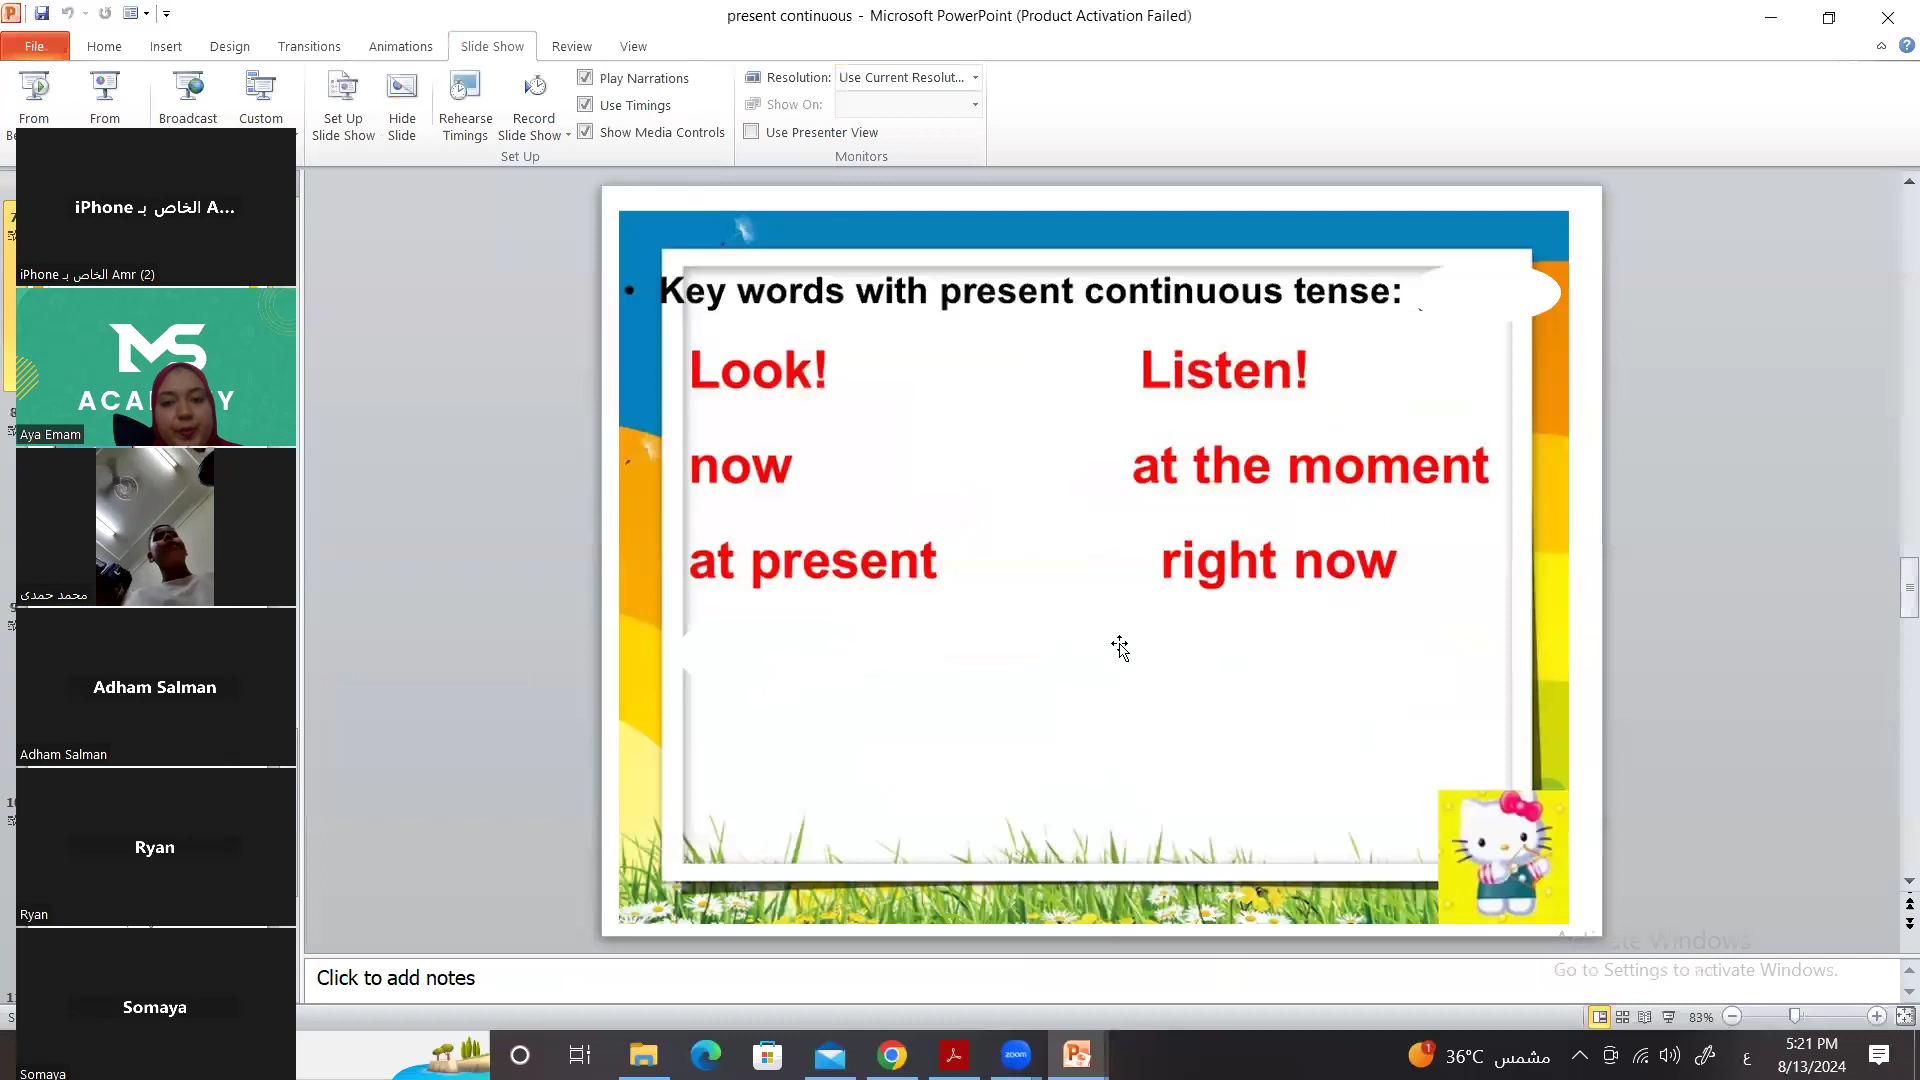 present continuous - Microsoft PowerPoint (Product Activation Failed)
File Home Insert Design Transitions Animations Slide Show Review View
From
From
Broadcast
Custom
Set Up
Slide Show
Hide
Slide
Rehearse
Timings
Record
Slide Show
Play Narrations
Use Timings
Show Media Controls
Set Up
Resolution: Use Current Resolut...
Show On:
Use Presenter View
Monitors
iPhone الخاص بـ A...
iPhone الخاص بـ Amr (2)
MS
ACADEMY
Aya Emam
محمد حمدى
Adham Salman
Adham Salman
Ryan
Ryan
Somaya
Somaya
• Key words with present continuous tense:
Look! Listen!
now at the moment
at present right now
Activate Windows
Go to Settings to activate Windows.
Click to add notes
83%
zoom
36°C مشمس
ع
5:21 PM
8/13/2024